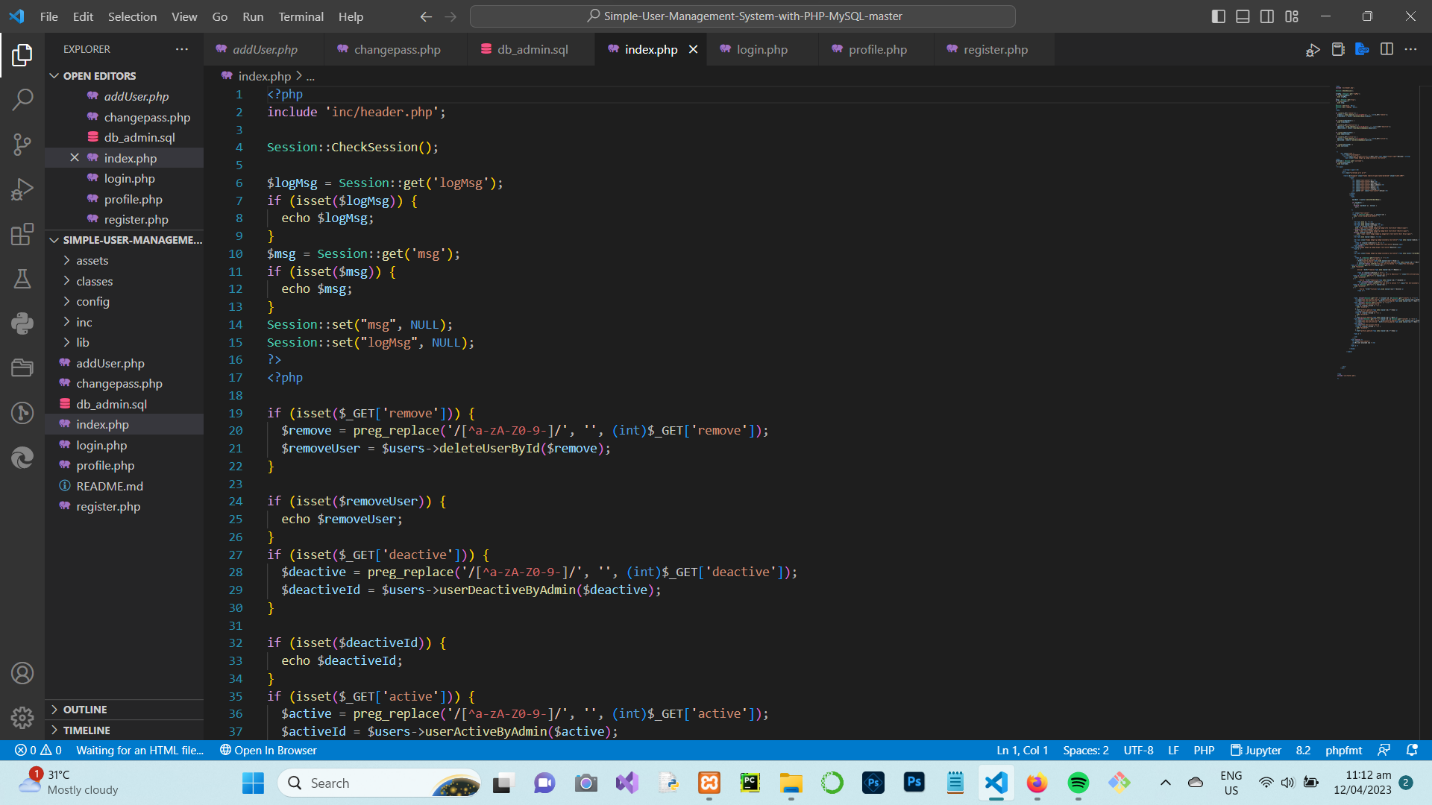 File Edit Selection View Go Run Terminal Help
Simple-User-Management-System-with-PHP-MySQL-master
EXPLORER
OPEN EDITORS
addUser.php
changepass.php
db_admin.sql
index.php
login.php
profile.php
register.php
SIMPLE-USER-MANAGEME...
assets
classes
config
inc
lib
addUser.php
changepass.php
db_admin.sql
index.php
login.php
profile.php
README.md
register.php
OUTLINE
TIMELINE
addUser.php changepass.php db_admin.sql index.php login.php profile.php register.php
index.php > ...
1 <?php
2 include 'inc/header.php';
3
4 Session::CheckSession();
5
6 $logMsg = Session::get('logMsg');
7 if (isset($logMsg)) {
8 echo $logMsg;
9 }
10 $msg = Session::get('msg');
11 if (isset($msg)) {
12 echo $msg;
13 }
14 Session::set("msg", NULL);
15 Session::set("logMsg", NULL);
16 ?>
17 <?php
18
19 if (isset($_GET['remove'])) {
20 $remove = preg_replace('/[^a-zA-Z0-9-]/', '', (int)$_GET['remove']);
21 $removeUser = $users->deleteUserById($remove);
22 }
23
24 if (isset($removeUser)) {
25 echo $removeUser;
26 }
27 if (isset($_GET['deactive'])) {
28 $deactive = preg_replace('/[^a-zA-Z0-9-]/', '', (int)$_GET['deactive']);
29 $deactiveId = $users->userDeactiveByAdmin($deactive);
30 }
31
32 if (isset($deactiveId)) {
33 echo $deactiveId;
34 }
35 if (isset($_GET['active'])) {
36 $active = preg_replace('/[^a-zA-Z0-9-]/', '', (int)$_GET['active']);
37 $activeId = $users->userActiveByAdmin($active);
0 0 Waiting for an HTML file... Open In Browser Ln 1, Col 1 Spaces: 2 UTF-8 LF PHP Jupyter 8.2 phpfmt
1
31°C
Mostly cloudy
Search
PC
Ps
Ps
ENG
US
11:12 am
12/04/2023
2